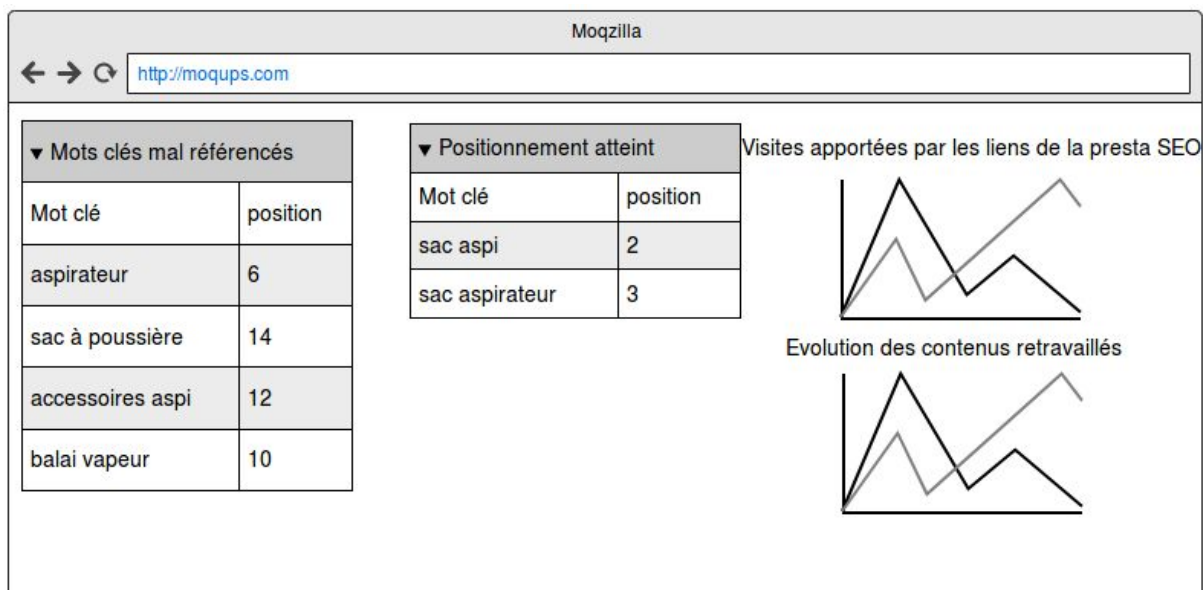 Moqzilla
http://moqups.com
▼ Mots clés mal référencés
Mot clé position
aspirateur 6
sac à poussière 14
accessoires aspi 12
balai vapeur 10
▼ Positionnement atteint
Mot clé position
sac aspi 2
sac aspirateur 3
Visites apportées par les liens de la presta SEO
Evolution des contenus retravaillés